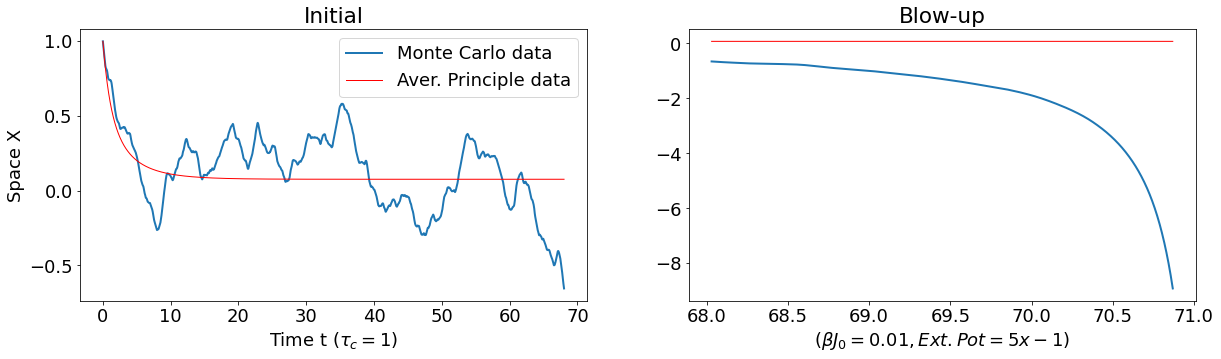 Initial
1.0
0.5
0.0
−0.5
Space X
Monte Carlo data
Aver. Principle data
0 10 20 30 40 50 60 70
Time t (τc = 1)
Blow-up
0
−2
−4
−6
−8
68.0 68.5 69.0 69.5 70.0 70.5 71.0
(βJ0 = 0.01, Ext. Pot = 5x − 1)